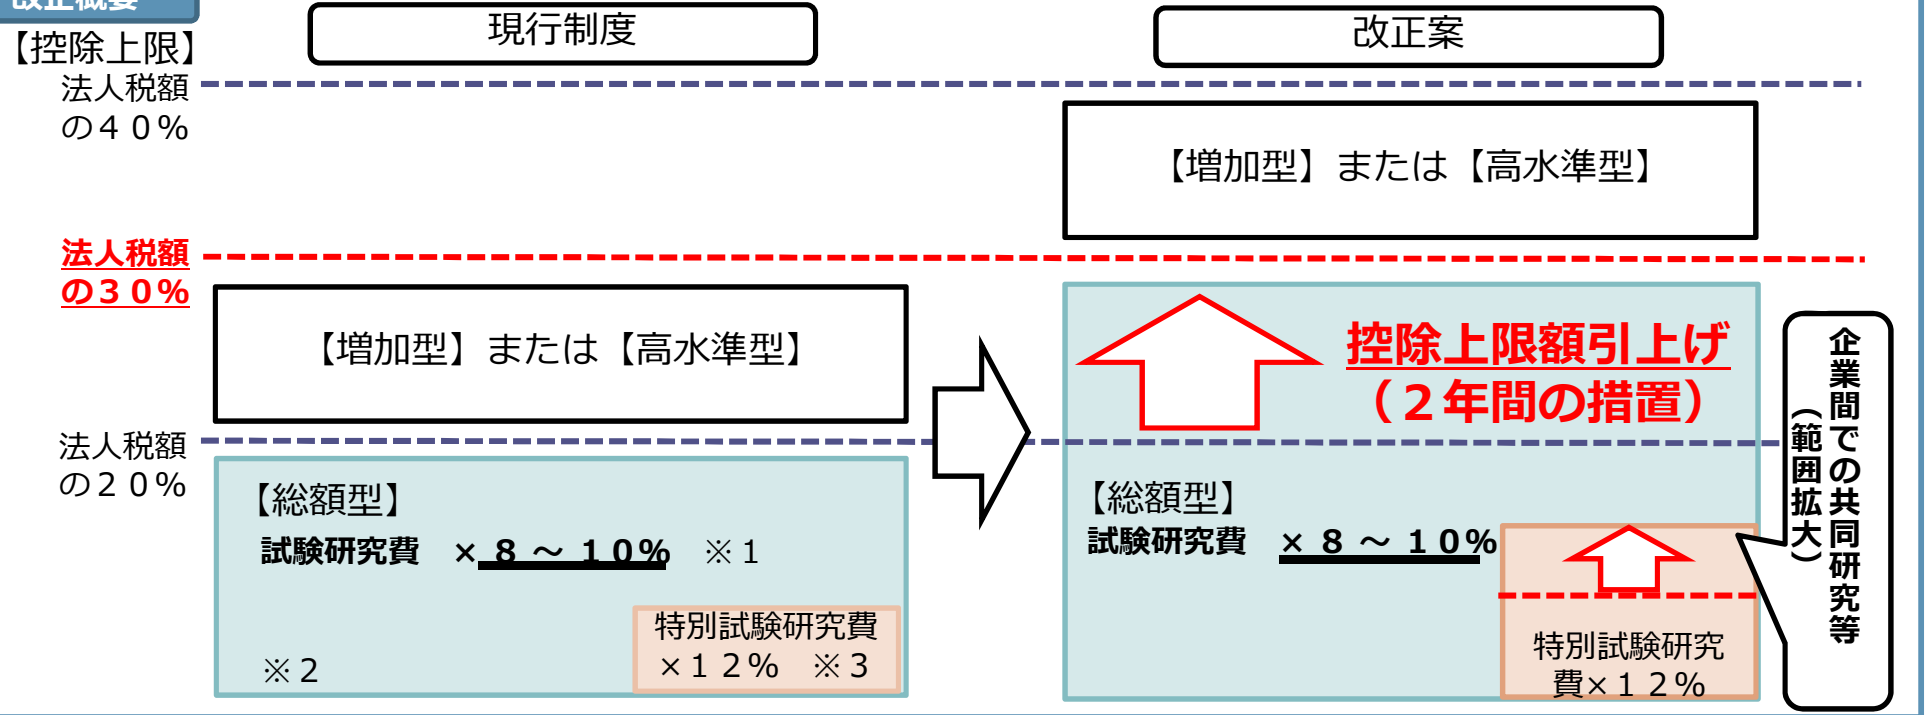 改正概要
【控除上限】
現行制度
改正案
法人税額
の４０%
【増加型】または【高水準型】
法人税額
の３０%
【増加型】または【高水準型】
控除上限額引上げ
（２年間の措置）
法人税額
の２０%
【総額型】
試験研究費　×８～１０%　※１
特別試験研究費
×１２%　※３
※２
【総額型】
試験研究費　×８～１０%
特別試験研究
費×１２%
企業間での共同研究等
（範囲拡大）